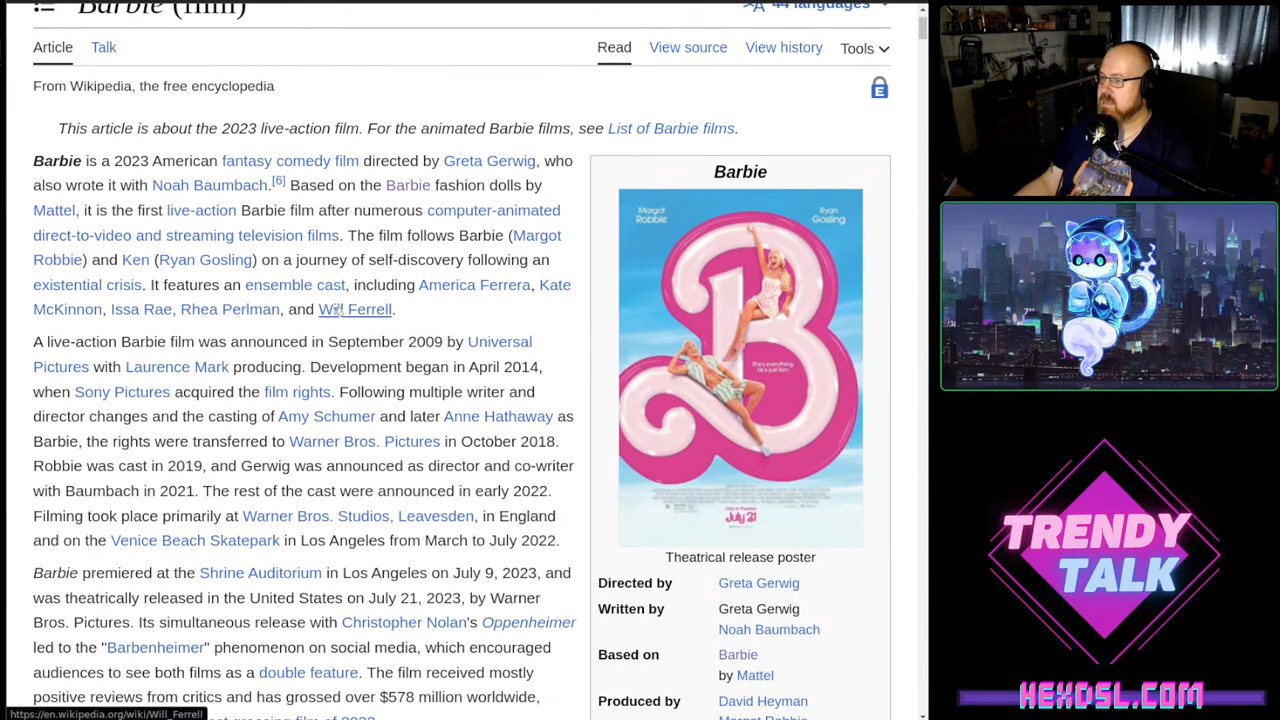 Barbie (film)
44 languages
Article
Talk
Read
View source
View history
Tools
From Wikipedia, the free encyclopedia
This article is about the 2023 live-action film. For the animated Barbie films, see List of Barbie films.
Barbie is a 2023 American fantasy comedy film directed by Greta Gerwig, who
also wrote it with Noah Baumbach.[6] Based on the Barbie fashion dolls by
Mattel, it is the first live-action Barbie film after numerous computer-animated
direct-to-video and streaming television films. The film follows Barbie (Margot
Robbie) and Ken (Ryan Gosling) on a journey of self-discovery following an
existential crisis. It features an ensemble cast, including America Ferrera, Kate
McKinnon, Issa Rae, Rhea Perlman, and Will Ferrell.
A live-action Barbie film was announced in September 2009 by Universal
Pictures with Laurence Mark producing. Development began in April 2014,
when Sony Pictures acquired the film rights. Following multiple writer and
director changes and the casting of Amy Schumer and later Anne Hathaway as
Barbie, the rights were transferred to Warner Bros. Pictures in October 2018.
Robbie was cast in 2019, and Gerwig was announced as director and co-writer
with Baumbach in 2021. The rest of the cast were announced in early 2022.
Filming took place primarily at Warner Bros. Studios, Leavesden, in England
and on the Venice Beach Skatepark in Los Angeles from March to July 2022.
Barbie premiered at the Shrine Auditorium in Los Angeles on July 9, 2023, and
was theatrically released in the United States on July 21, 2023, by Warner
Bros. Pictures. Its simultaneous release with Christopher Nolan's Oppenheimer
led to the "Barbenheimer" phenomenon on social media, which encouraged
audiences to see both films as a double feature. The film received mostly
positive reviews from critics and has grossed over $578 million worldwide,
https://en.wikipedia.org/wiki/Will_Ferrell
Barbie
Margot
Robbie
Ryan
Gosling
She's everything.
He's just Ken.
Only in Theaters
July 21
Theatrical release poster
Directed by
Greta Gerwig
Written by
Greta Gerwig
Noah Baumbach
Based on
Barbie
by Mattel
Produced by
David Heyman
Margot Robbie
TRENDY
TALK
HEXDSL.COM